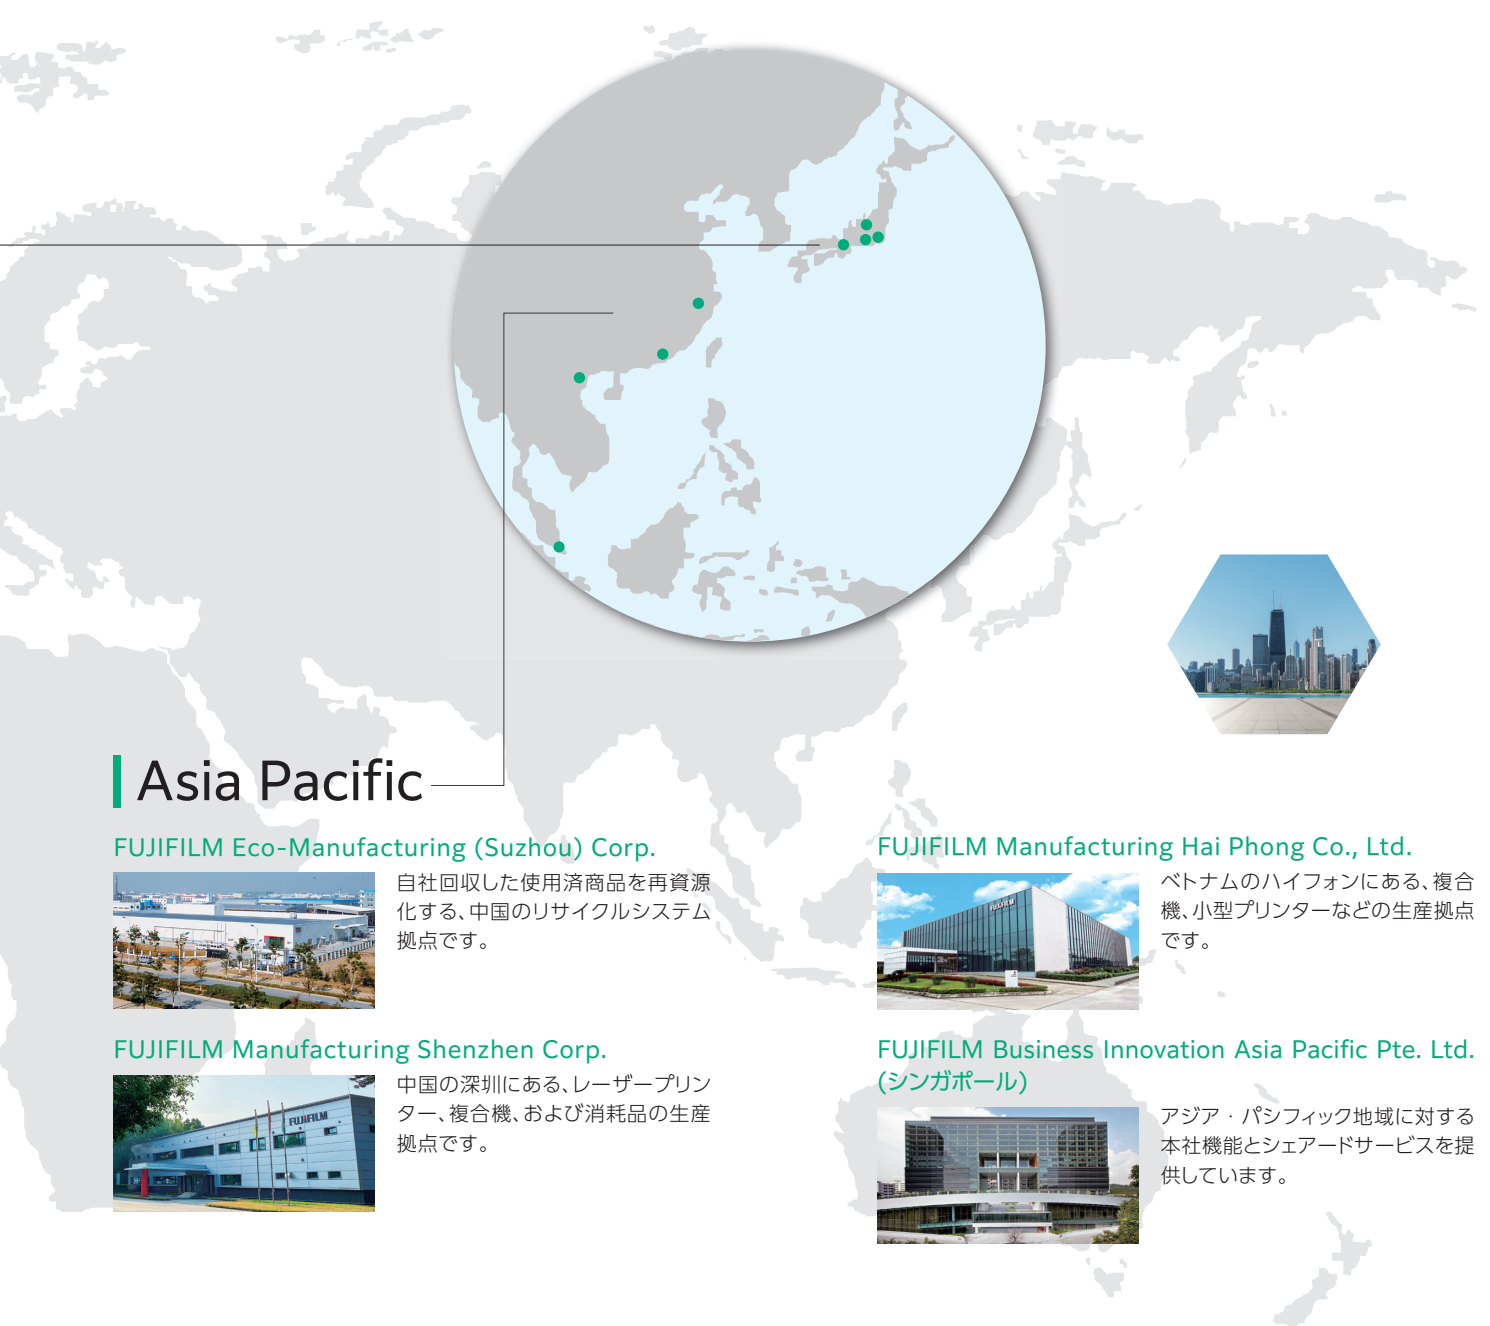 Asia Pacific
FUJIFILM Eco-Manufacturing (Suzhou) Corp.
自社回収した使用済商品を再資源
化する、中国のリサイクルシステム
拠点です。
FUJIFILM Manufacturing Shenzhen Corp.
FUJIFILM
中国の深圳にある、レーザープリン
ター、複合機、および消耗品の生産
拠点です。
FUJIFILM Manufacturing Hai Phong Co., Ltd.
FUJIFILM
ベトナムのハイフォンにある、複合
機、小型プリンターなどの生産拠点
です。
FUJIFILM Business Innovation Asia Pacific Pte. Ltd.
(シンガポール)
アジア・パシフィック地域に対する
本社機能とシェアードサービスを提
供しています。